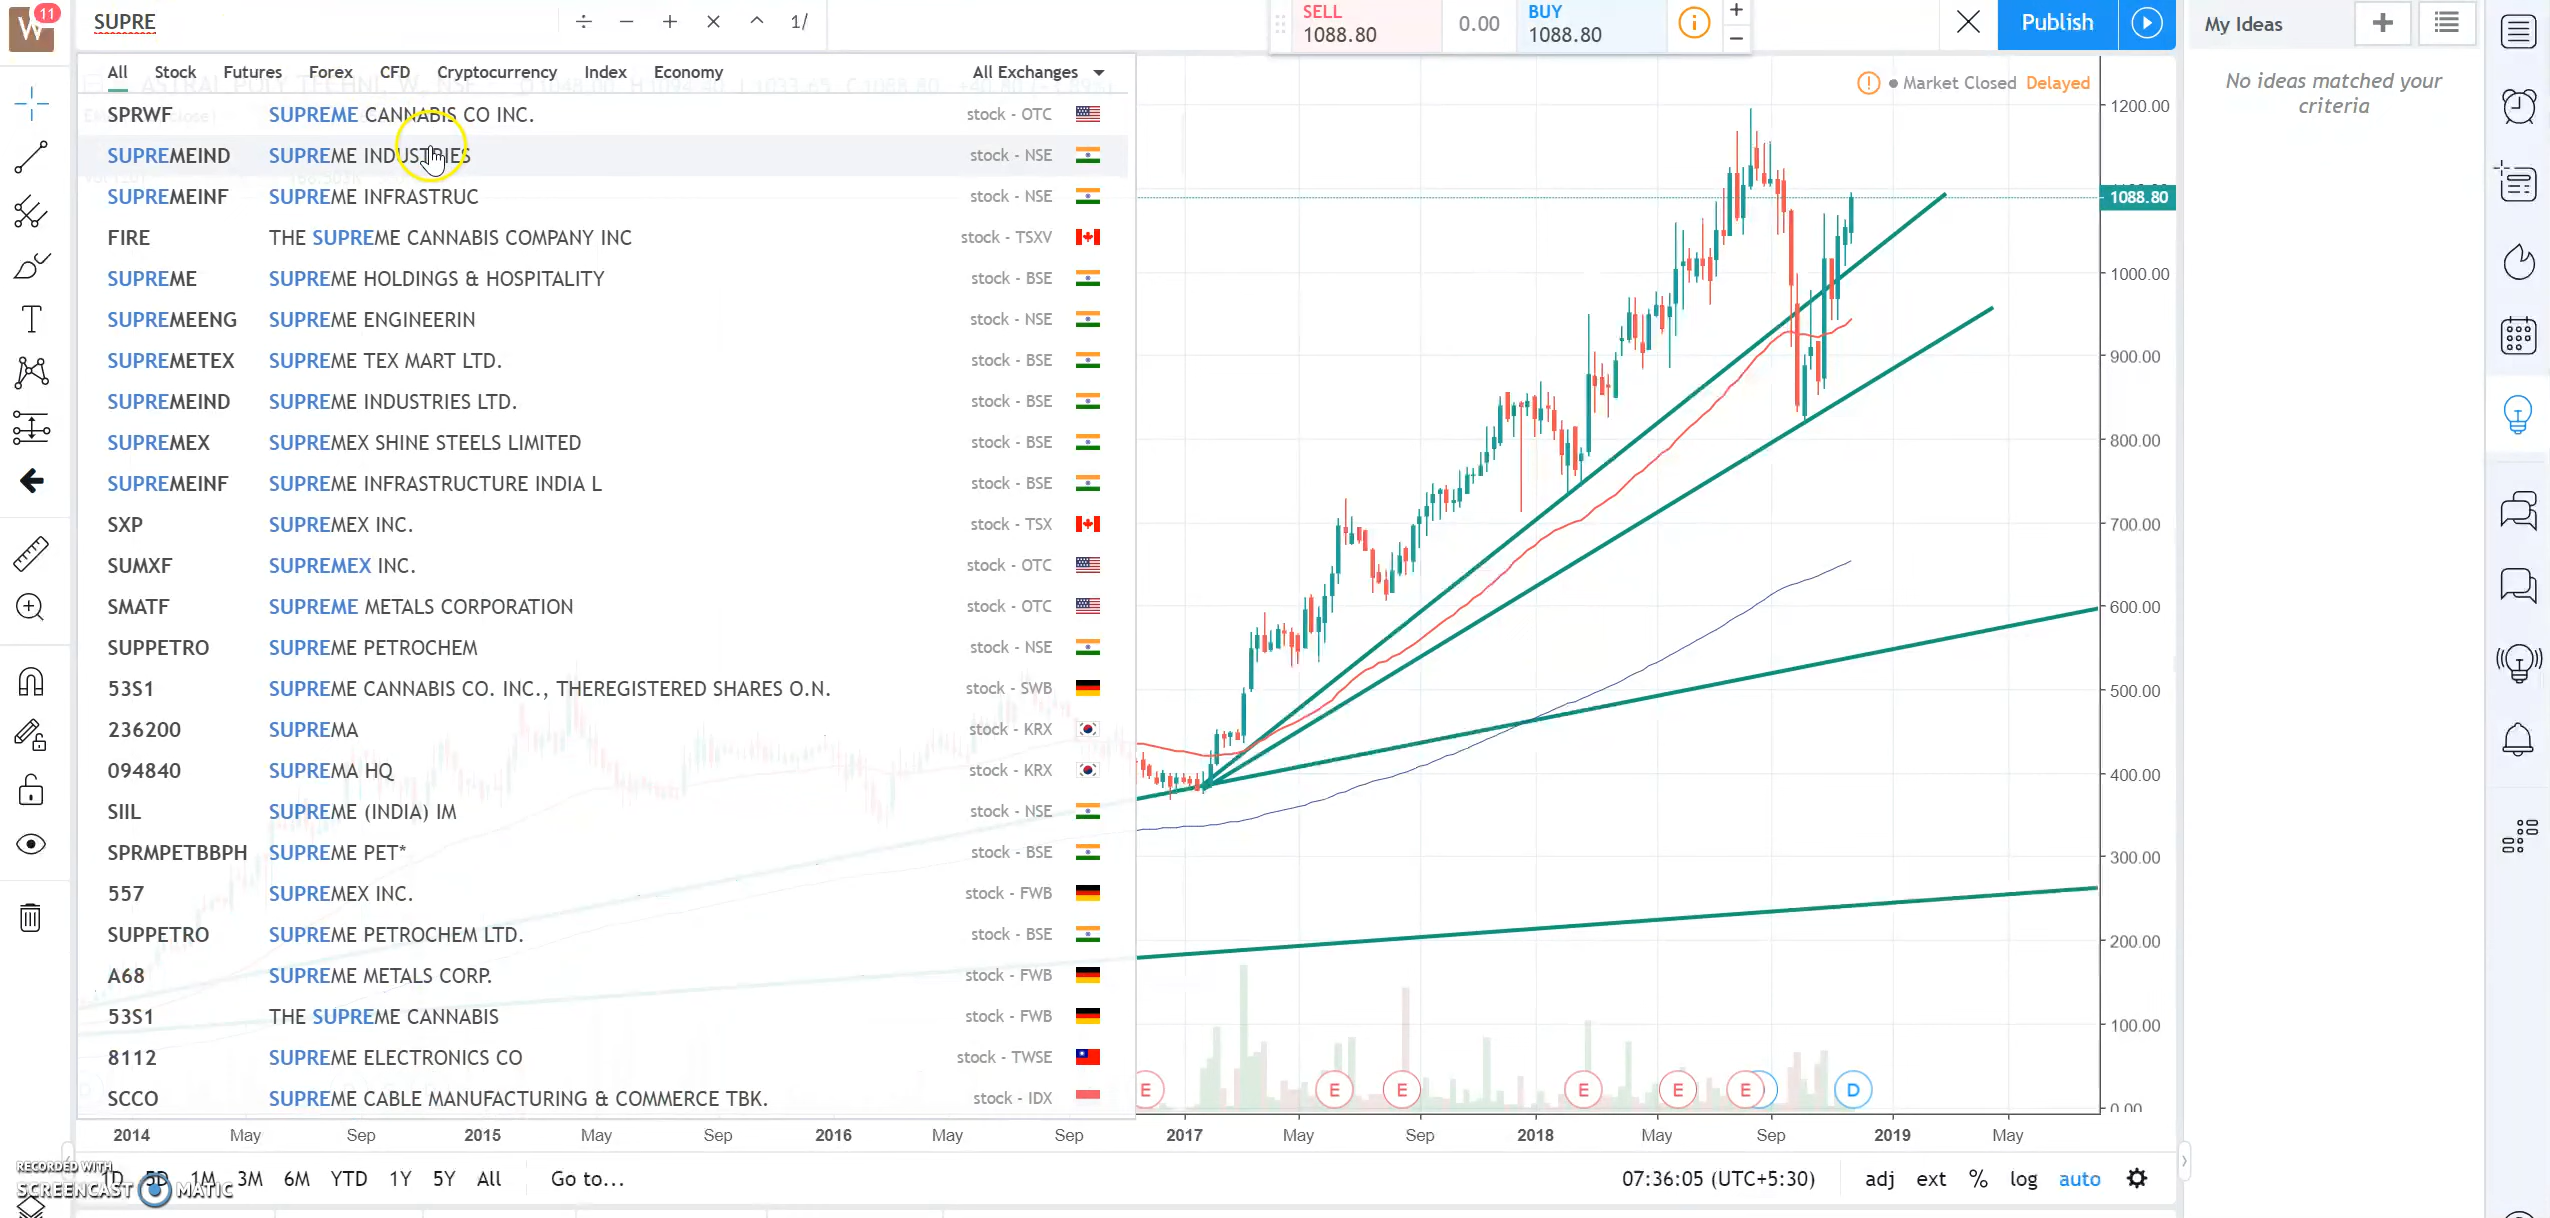 11
W
SUPRE
1/
SELL
1088.80
0.00
BUY
1088.80
Publish
My Ideas
No ideas matched your
criteria
All Stock Futures Forex CFD Cryptocurrency Index Economy All Exchanges
Market Closed Delayed
SPRWF SUPREME CANNABIS CO INC. stock - OTC
SUPREMEIND SUPREME INDUSTRIES stock - NSE
SUPREMEINF SUPREME INFRASTRUC stock - NSE
FIRE THE SUPREME CANNABIS COMPANY INC stock - TSXV
SUPREME SUPREME HOLDINGS & HOSPITALITY stock - BSE
SUPREMEENG SUPREME ENGINEERIN stock - NSE
SUPREMETEX SUPREME TEX MART LTD. stock - BSE
SUPREMEIND SUPREME INDUSTRIES LTD. stock - BSE
SUPREMEX SUPREMEX SHINE STEELS LIMITED stock - BSE
SUPREMEINF SUPREME INFRASTRUCTURE INDIA L stock - BSE
SXP SUPREMEX INC. stock - TSX
SUMXF SUPREMEX INC. stock - OTC
SMATF SUPREME METALS CORPORATION stock - OTC
SUPPETRO SUPREME PETROCHEM stock - NSE
53S1 SUPREME CANNABIS CO. INC., THEREGISTERED SHARES O.N. stock - SWB
236200 SUPREMA stock - KRX
094840 SUPREMA HQ stock - KRX
SIIL SUPREME (INDIA) IM stock - NSE
SPRMPETBBPH SUPREME PET* stock - BSE
557 SUPREMEX INC. stock - FWB
SUPPETRO SUPREME PETROCHEM LTD. stock - BSE
A68 SUPREME METALS CORP. stock - FWB
53S1 THE SUPREME CANNABIS stock - FWB
8112 SUPREME ELECTRONICS CO stock - TWSE
SCCO SUPREME CABLE MANUFACTURING & COMMERCE TBK. stock - IDX
1200.00
1088.80
1000.00
900.00
800.00
700.00
600.00
500.00
400.00
300.00
200.00
100.00
0.00
E E E E E E D
2014 May Sep 2015 May Sep 2016 May Sep 2017 May Sep 2018 May Sep 2019 May
1D 5D 1M 3M 6M YTD 1Y 5Y All Go to... 07:36:05 (UTC+5:30) adj ext % log auto
RECORDED WITH
SCREENCAST MATIC